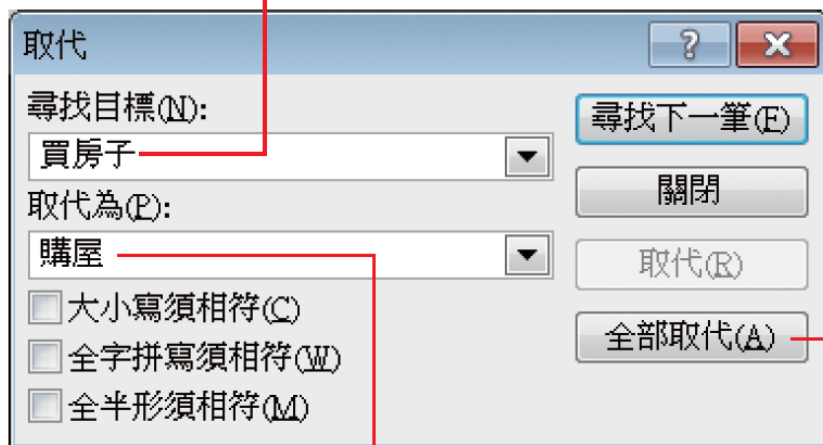 取代
尋找目標(N):
買房子
取代為(P):
購屋
大小寫須相符(C)
全字拼寫須相符(W)
全半形須相符(M)
尋找下一筆(F)
關閉
取代(R)
全部取代(A)